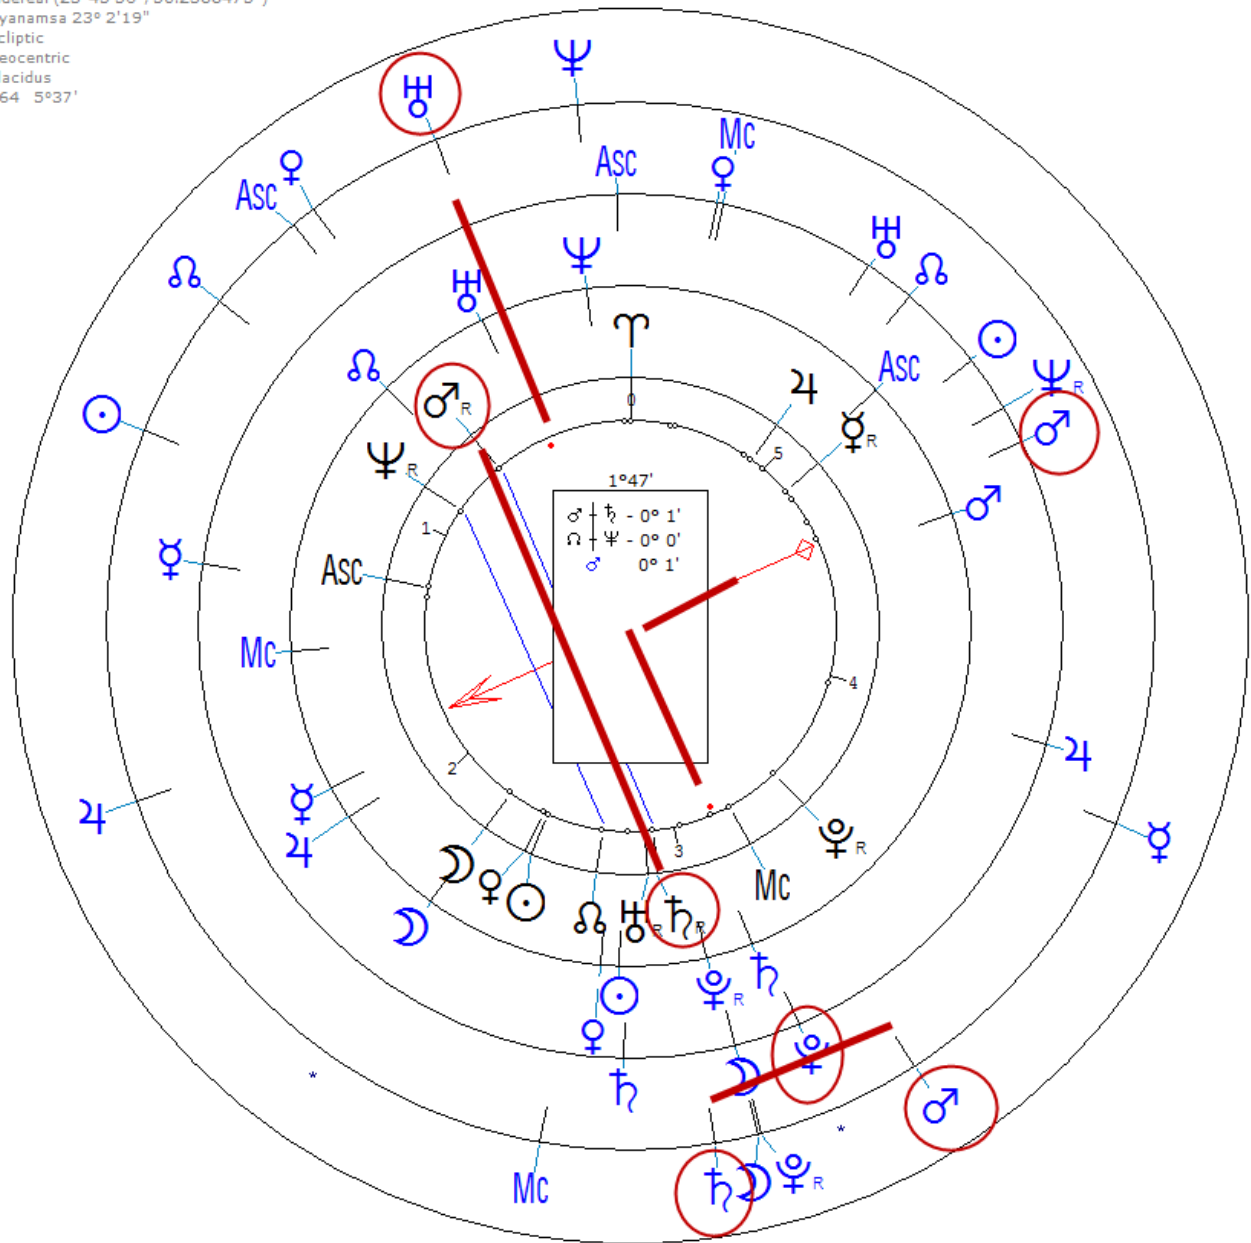 yanamsa 23° 2'19"
cliptic
eocentric
lacidus
64 5°37'
♆
♅
Mc
♀
Asc
♀
Asc
♅
♆
☊
☊
♅
♈
☉
Asc
♃
☊
♆ R
0
♂ R
☉
♂
☿ R
♆ R
5
1°47'
♂
♂ ♄ - 0° 1'
1
☊ ♆ - 0° 0'
☿
♂ 0° 1'
Asc
Mc
4
♃
2
☿
♃
♃
☿
♇ R
3
☽
♀
Mc
☉
☊
♅ R
♄ R
☽
♄
☉
♇ R
♀
♇
*
☽
♄
♂
*
♇ R
Mc
♄
☽